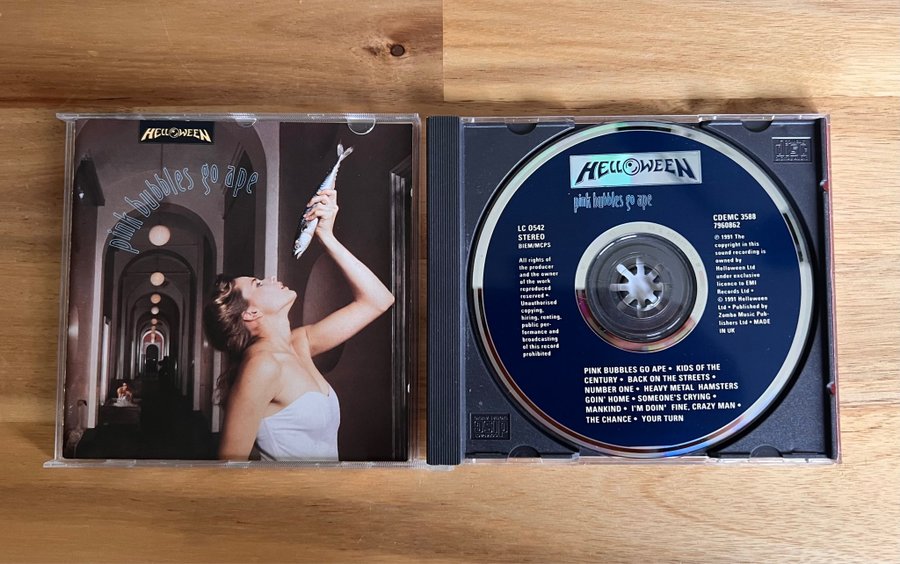 HELLOWEEN
pink bubbles go ape
HELLOWEEN
pink bubbles go ape
LC 0542
STEREO
BIEM/MCPS
All rights of
the producer
and the owner
of the work
reproduced
reserved •
Unauthorised
copying,
hiring, renting,
public per-
formance and
broadcasting
of this record
prohibited
CDEMC 3588
7960862
℗ 1991 The
copyright in this
sound recording is
owned by
Helloween Ltd
under exclusive
licence to EMI
Records Ltd •
© 1991 Helloween
Ltd • Published by
Zomba Music Pub-
lishers Ltd • MADE
IN UK
PINK BUBBLES GO APE • KIDS OF THE
CENTURY • BACK ON THE STREETS •
NUMBER ONE • HEAVY METAL HAMSTERS
GOIN' HOME • SOMEONE'S CRYING •
MANKIND • I'M DOIN' FINE, CRAZY MAN •
THE CHANCE • YOUR TURN